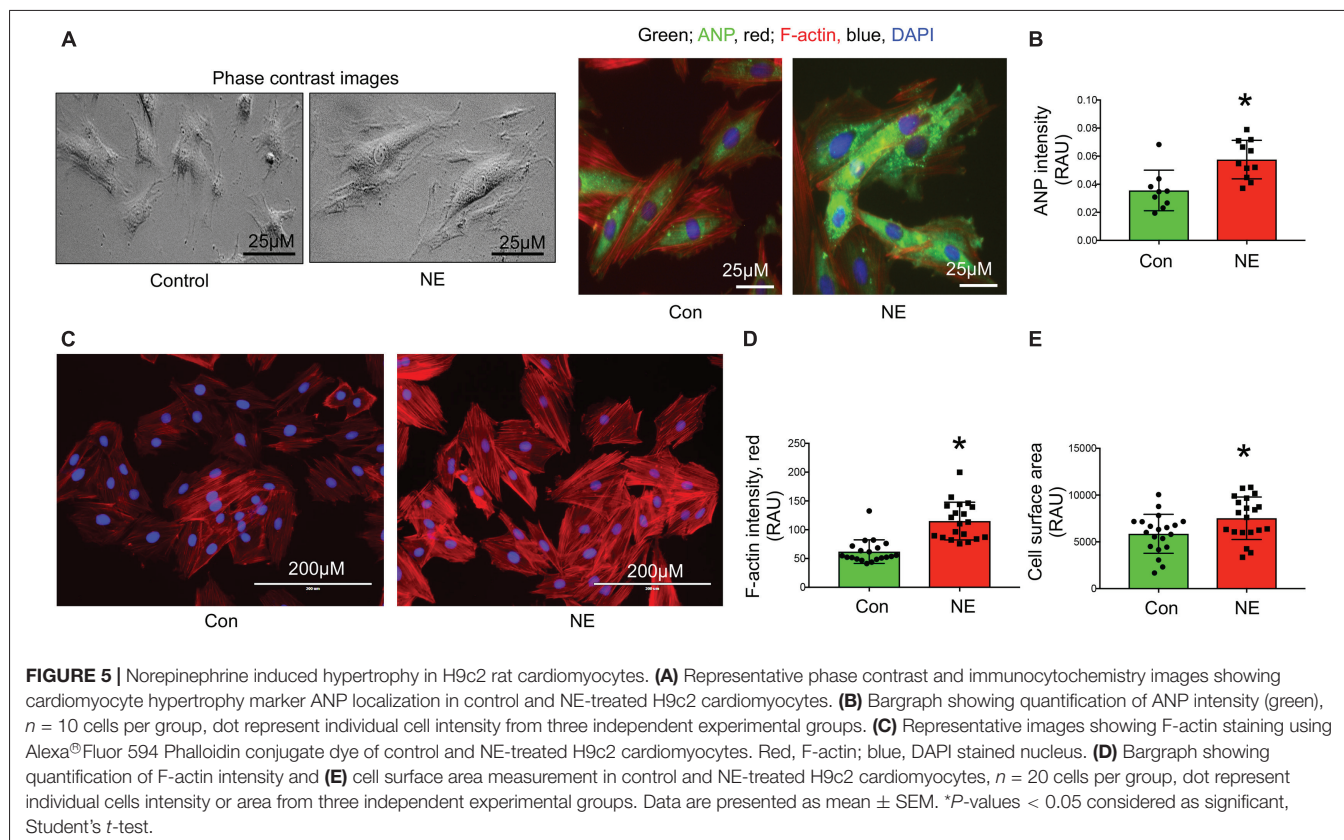 A
Green; ANP, red; F-actin, blue, DAPI
Phase contrast images
25µM
25µM
Control
NE
25µM
25µM
Con
NE
B
ANP intensity
(RAU)
0.10
0.08
0.06
0.04
0.02
0.00
*
Con
NE
C
200µM
200µM
Con
NE
D
F-actin intensity, red
(RAU)
250
200
150
100
50
0
*
Con
NE
E
Cell surface area
(RAU)
15000
10000
5000
0
*
Con
NE
FIGURE 5 | Norepinephrine induced hypertrophy in H9c2 rat cardiomyocytes. (A) Representative phase contrast and immunocytochemistry images showing
cardiomyocyte hypertrophy marker ANP localization in control and NE-treated H9c2 cardiomyocytes. (B) Bargraph showing quantification of ANP intensity (green),
n = 10 cells per group, dot represent individual cell intensity from three independent experimental groups. (C) Representative images showing F-actin staining using
Alexa®Fluor 594 Phalloidin conjugate dye of control and NE-treated H9c2 cardiomyocytes. Red, F-actin; blue, DAPI stained nucleus. (D) Bargraph showing
quantification of F-actin intensity and (E) cell surface area measurement in control and NE-treated H9c2 cardiomyocytes, n = 20 cells per group, dot represent
individual cells intensity or area from three independent experimental groups. Data are presented as mean ± SEM. *P-values < 0.05 considered as significant,
Student's t-test.